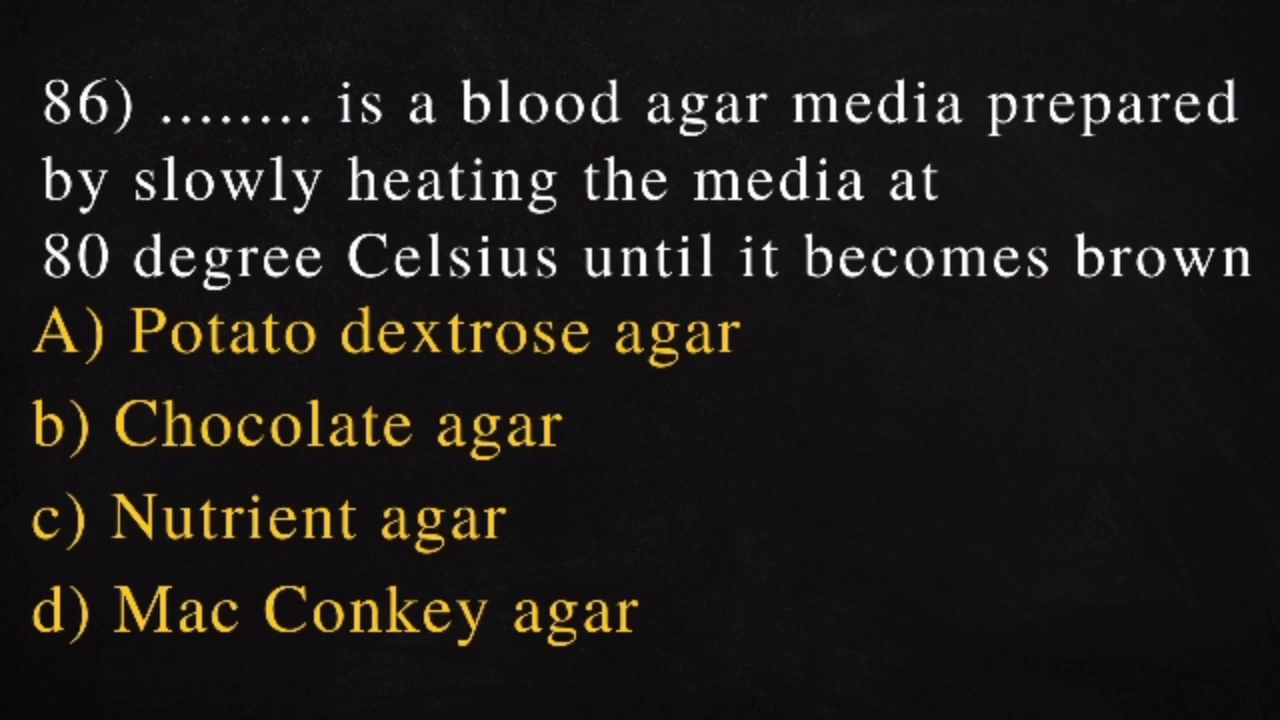 86) ........ is a blood agar media prepared
by slowly heating the media at
80 degree Celsius until it becomes brown
A) Potato dextrose agar
b) Chocolate agar
c) Nutrient agar
d) Mac Conkey agar